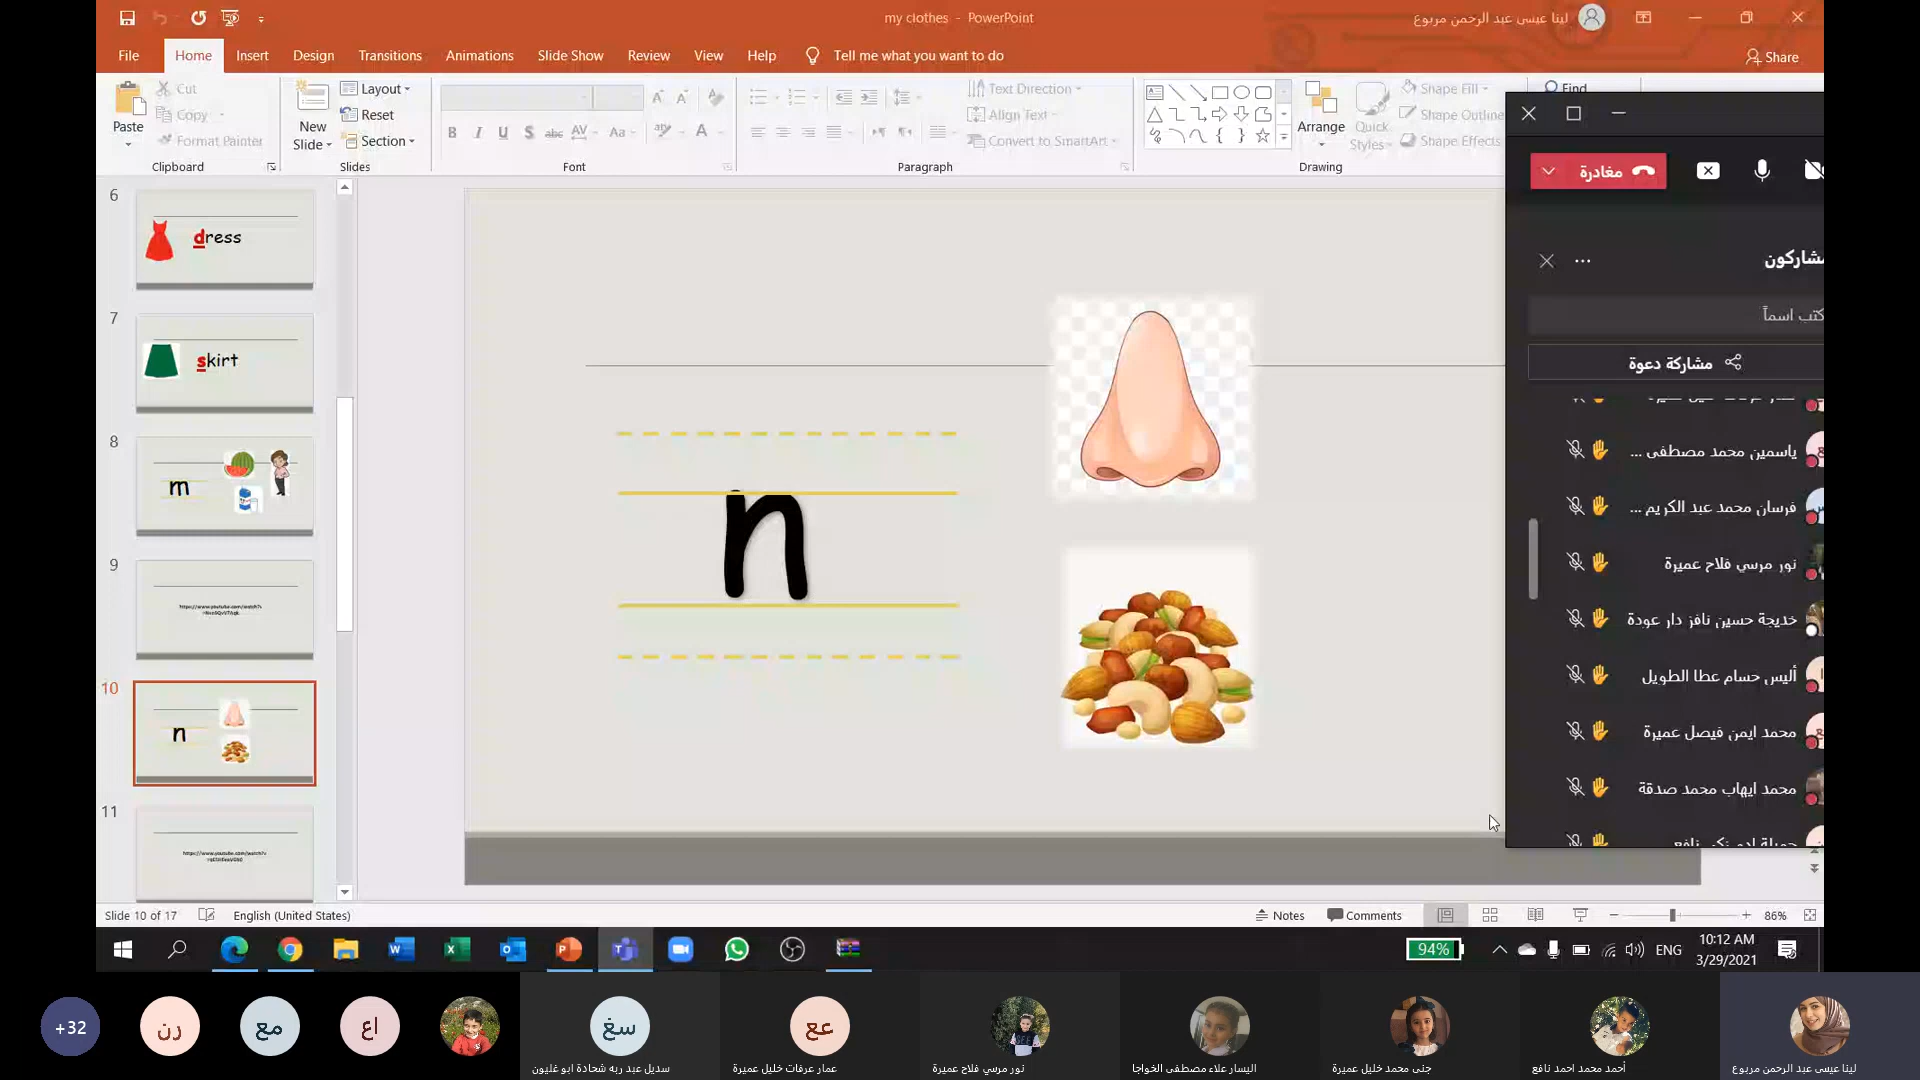 my clothes - PowerPoint
لينا عيسى عبد الرحمن مربوع
File Home Insert Design Transitions Animations Slide Show Review View Help Tell me what you want to do
Share
Paste
Cut
Copy
Format Painter
Clipboard
New Slide
Layout
Reset
Section
Slides
Font
Text Direction
Align Text
Convert to SmartArt
Paragraph
Arrange
Quick Styles
Shape Fill
Shape Outline
Shape Effects
Drawing
Find
مغادرة
مشاركة دعوة
ياسمين محمد مصطفى ...
فرسان محمد عبد الكريم ...
نور مرسي فلاح عميرة
خديجة حسين نافز دار عودة
أليس حسام عطا الطويل
محمد ايمن فيصل عميرة
محمد ايهاب محمد صدقة
6
dress
7
skirt
8
m
9
10
n
11
n
Slide 10 of 17
English (United States)
Notes
Comments
86%
94%
ENG
10:12 AM
3/29/2021
+32
رن
مع
اع
سغ
سديل عبد ربه شحادة ابو غليون
عع
عمار عرفات خليل عميرة
نور مرسي فلاح عميرة
اليسار علاء مصطفى الخواجا
جنى محمد خليل عميرة
أحمد محمد احمد نافع
لينا عيسى عبد الرحمن مربوع